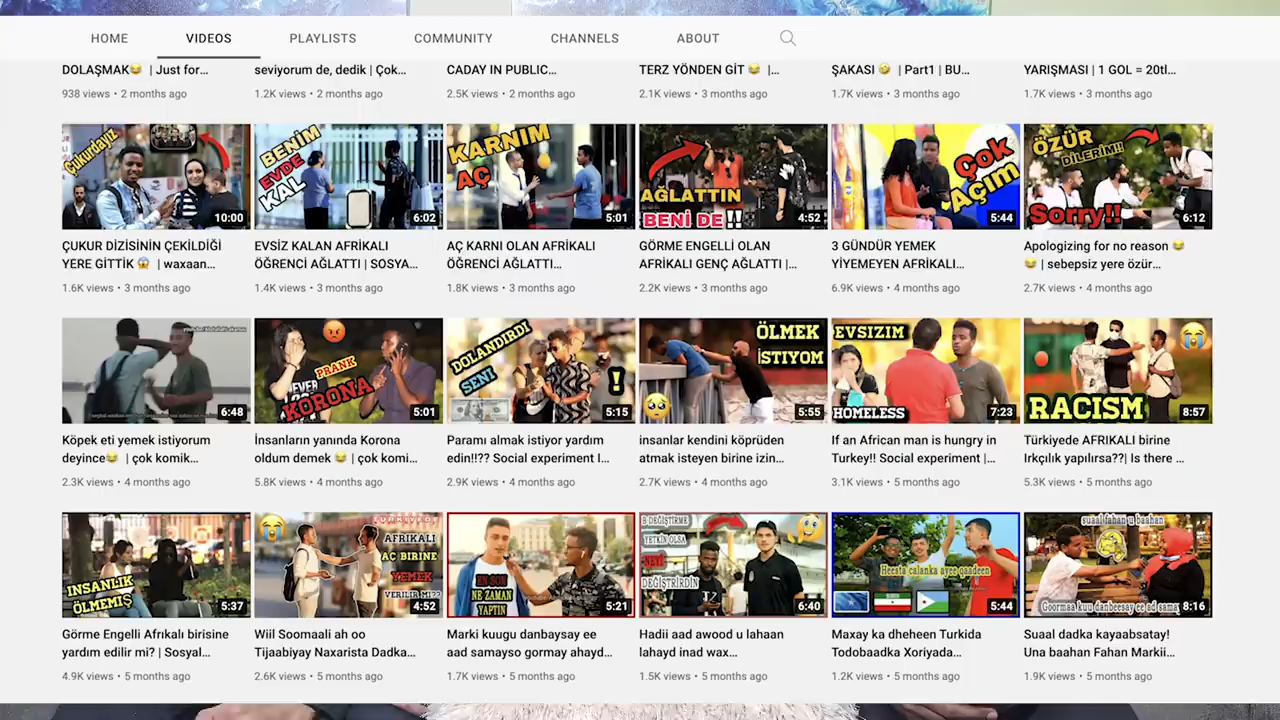 HOME VIDEOS PLAYLISTS COMMUNITY CHANNELS ABOUT
DOLAŞMAK😂 | Just for...
seviyorum de, dedik | Çok...
CADAY IN PUBLIC...
TERZ YÖNDEN GİT 😂 |...
ŞAKASI 🤣 | Part1 | BU...
YARIŞMASI | 1 GOL = 20tl...
938 views • 2 months ago
1.2K views • 2 months ago
2.5K views • 2 months ago
2.1K views • 3 months ago
1.7K views • 3 months ago
1.7K views • 3 months ago
Çukurdayız
10:00
BENİM
EVDE
KAL
6:02
KARNIM
AÇ
5:01
AĞLATTIN
BENİ DE !!
4:52
Çok
Açım
5:44
ÖZÜR
DİLERİM!!
Sorry!!
6:12
ÇUKUR DİZİSİNİN ÇEKİLDİĞİ
YERE GİTTİK 😱 | waxaan...
1.6K views • 3 months ago
EVSİZ KALAN AFRİKALI
ÖĞRENCİ AĞLATTI | SOSYA...
1.4K views • 3 months ago
AÇ KARNI OLAN AFRİKALI
ÖĞRENCİ AĞLATTI...
1.8K views • 3 months ago
GÖRME ENGELLİ OLAN
AFRİKALI GENÇ AĞLATTI |...
2.2K views • 3 months ago
3 GÜNDÜR YEMEK
YİYEMEYEN AFRİKALI...
6.9K views • 4 months ago
Apologizing for no reason 😂
😂 | sebepsiz yere özür...
2.7K views • 4 months ago
6:48
NEVER
PRANK
KORONA
5:01
DOLANDIRDI
SENI
!
5:15
ÖLMEK
İSTİYOM
5:55
EVSIZIM
HOMELESS
7:23
RACISM
8:57
Köpek eti yemek istiyorum
deyince😂 | çok komik...
2.3K views • 4 months ago
İnsanların yanında Korona
oldum demek 😂 | çok komi...
5.8K views • 4 months ago
Paramı almak istiyor yardım
edin!!?? Social experiment I...
2.9K views • 4 months ago
insanlar kendini köprüden
atmak isteyen birine izin...
2.7K views • 4 months ago
If an African man is hungry in
Turkey!! Social experiment |...
3.1K views • 5 months ago
Türkiyede AFRIKALI birine
Irkçılık yapılırsa??| Is there ...
5.3K views • 5 months ago
INSANLIK
ÖLMEMIŞ
5:37
AFRIKALI
AÇ BIRINE
YEMEK
VERILIR MI??
4:52
EN SON
NE ZAMAN
YAPTIN
5:21
B DEĞİŞTİRME
YETKİN OLSA
NEYİ
DEĞİŞTRİRDİN
6:40
Heesta calanka ayee qaadeen
5:44
suaal fahan u baahan
Goormaa kuu danbeesay ee ad sama
8:16
Görme Engelli Afrıkalı birisine
yardım edilir mi? | Sosyal...
4.9K views • 5 months ago
Wiil Soomaali ah oo
Tijaabiyay Naxarista Dadka...
2.6K views • 5 months ago
Marki kuugu danbaysay ee
aad samayso gormay ahayd...
1.7K views • 5 months ago
Hadii aad awood u lahaan
lahayd inad wax...
1.5K views • 5 months ago
Maxay ka dheheen Turkida
Todobaadka Xoriyada...
1.2K views • 5 months ago
Suaal dadka kayaabsatay!
Una baahan Fahan Markii...
1.9K views • 5 months ago